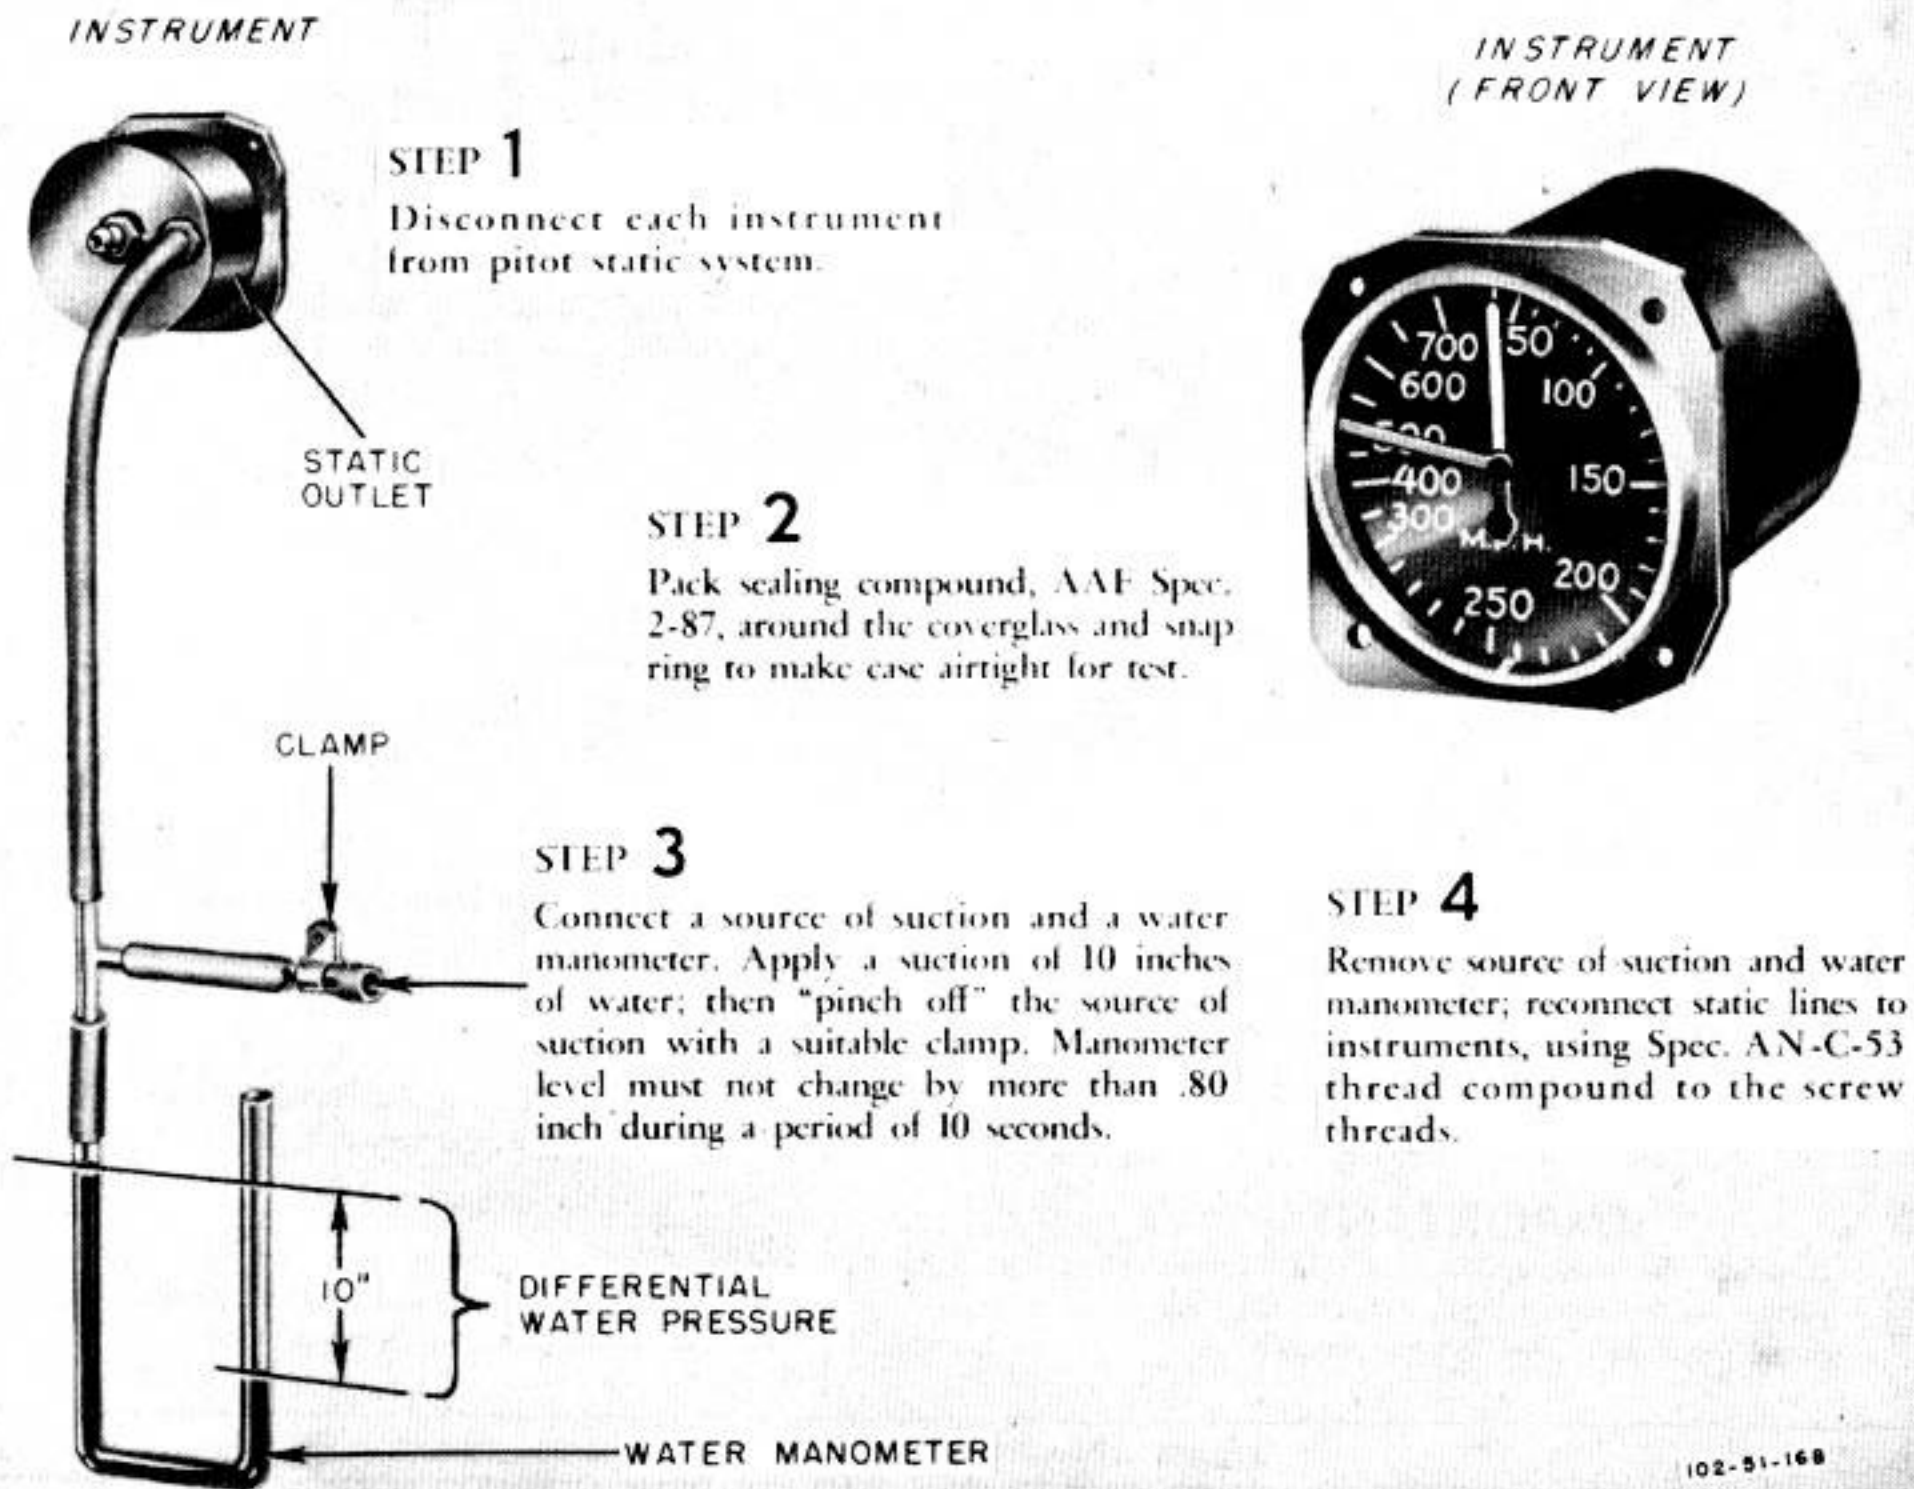 INSTRUMENT
INSTRUMENT
(FRONT VIEW)
STEP 1
Disconnect each instrument
from pitot static system.
STATIC
OUTLET
700
50
600
100
500
400
150
300
M.P.H.
200
250
STEP 2
Pack sealing compound, AAF Spec.
2-87, around the coverglass and snap
ring to make case airtight for test.
CLAMP
STEP 3
Connect a source of suction and a water
manometer. Apply a suction of 10 inches
of water; then "pinch off" the source of
suction with a suitable clamp. Manometer
level must not change by more than .80
inch during a period of 10 seconds.
STEP 4
Remove source of suction and water
manometer; reconnect static lines to
instruments, using Spec. AN-C-53
thread compound to the screw
threads.
10"
DIFFERENTIAL
WATER PRESSURE
WATER MANOMETER
102-51-168